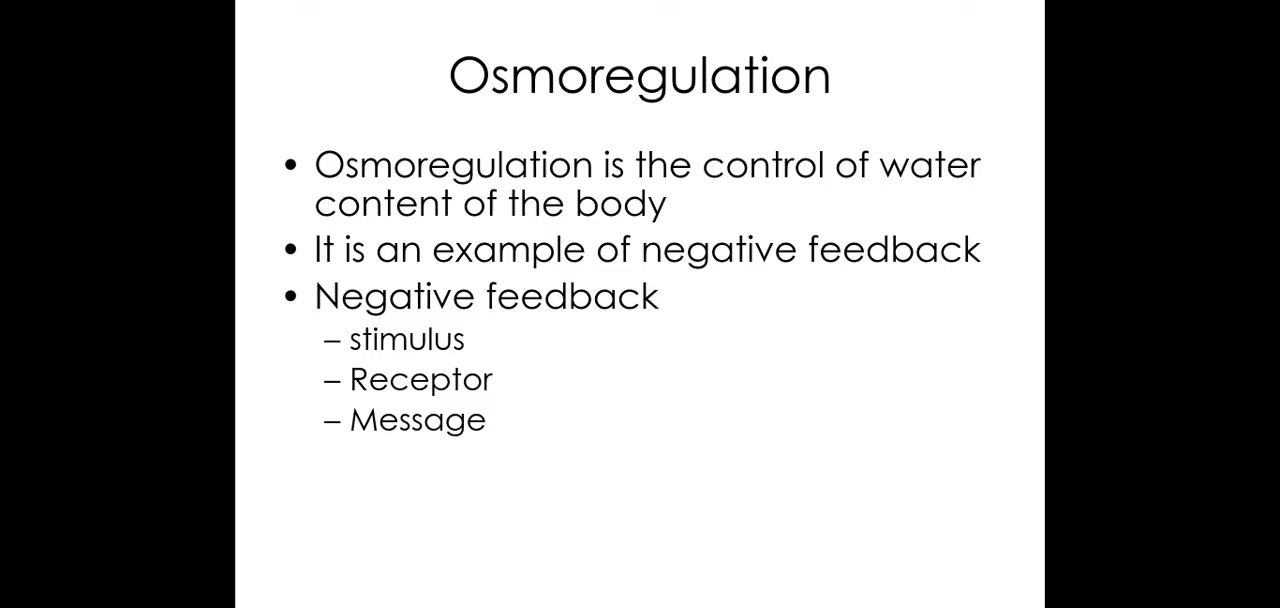 Osmoregulation
• Osmoregulation is the control of water
content of the body
• It is an example of negative feedback
• Negative feedback
– stimulus
– Receptor
– Message